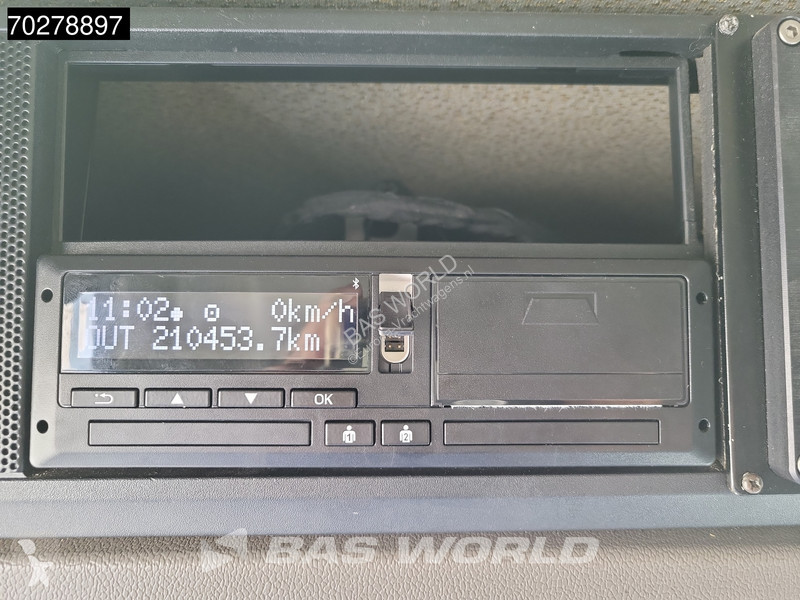 70278897
11:02 0km/h
OUT 210453.7km
OK
1 2
BAS WORLD
BAS WORLD